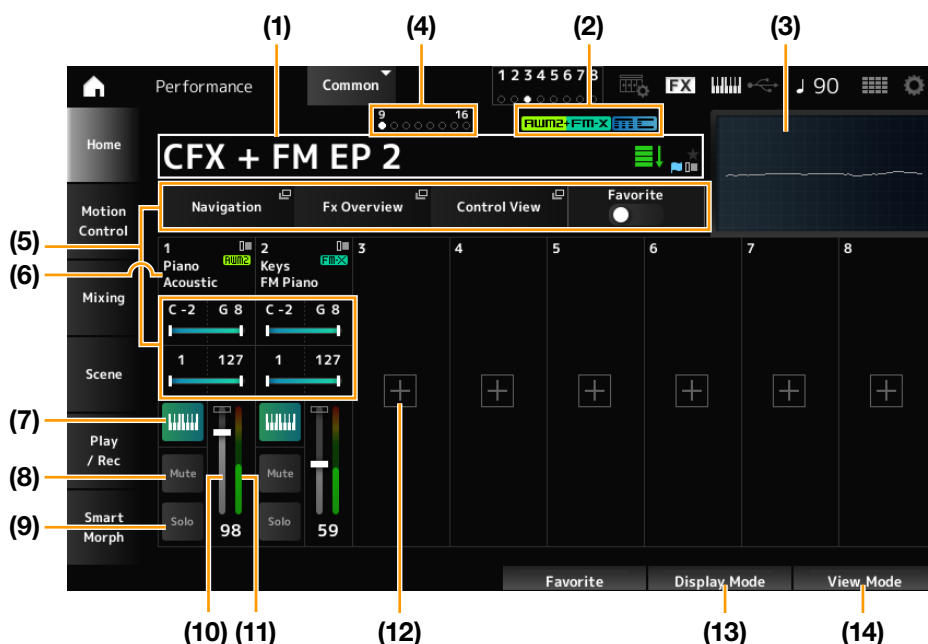 (1) (4) (2) (3)
Performance Common 1 2 3 4 5 6 7 8 FX 90
9 16 AWM2+FM-X MC
Home
CFX + FM EP 2
Navigation Fx Overview Control View Favorite
Motion
Control
(5)
(6)
1 2 3 4 5 6 7 8
Piano AWM2 Keys FM-X
Acoustic FM Piano
Mixing
C -2 G 8 C -2 G 8
1 127 1 127
Scene
(7)
Play
/ Rec
(8) Mute Mute
(9) Solo 98 Solo 59
Smart
Morph
Favorite Display Mode View Mode
(10) (11) (12) (13) (14)